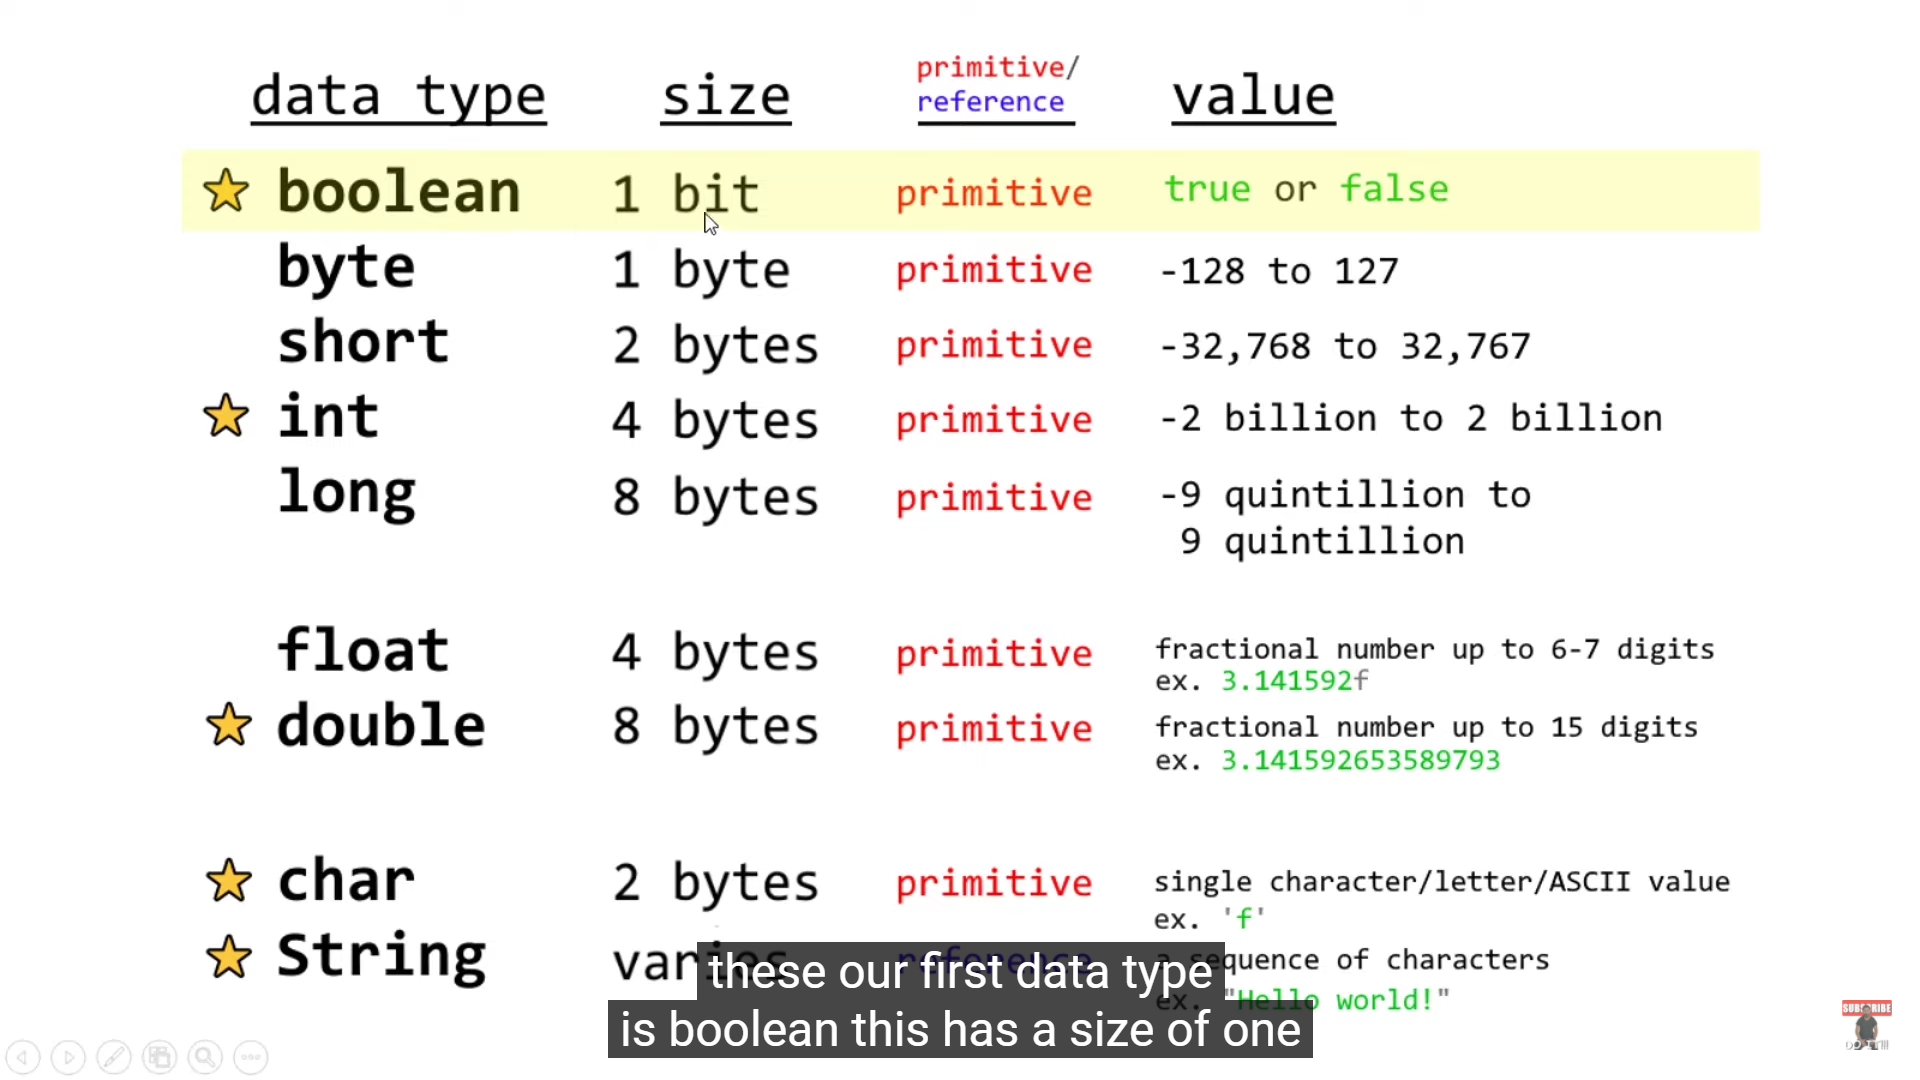 data type size primitive/ value
reference
boolean 1 bit primitive true or false
byte 1 byte primitive -128 to 127
short 2 bytes primitive -32,768 to 32,767
int 4 bytes primitive -2 billion to 2 billion
long 8 bytes primitive -9 quintillion to
9 quintillion
float 4 bytes primitive fractional number up to 6-7 digits
ex. 3.141592f
double 8 bytes primitive fractional number up to 15 digits
ex. 3.141592653589793
char 2 bytes primitive single character/letter/ASCII value
ex. 'f'
String varies reference a sequence of characters
ex. "Hello world!"
these our first data type
is boolean this has a size of one
SUBSCRIBE